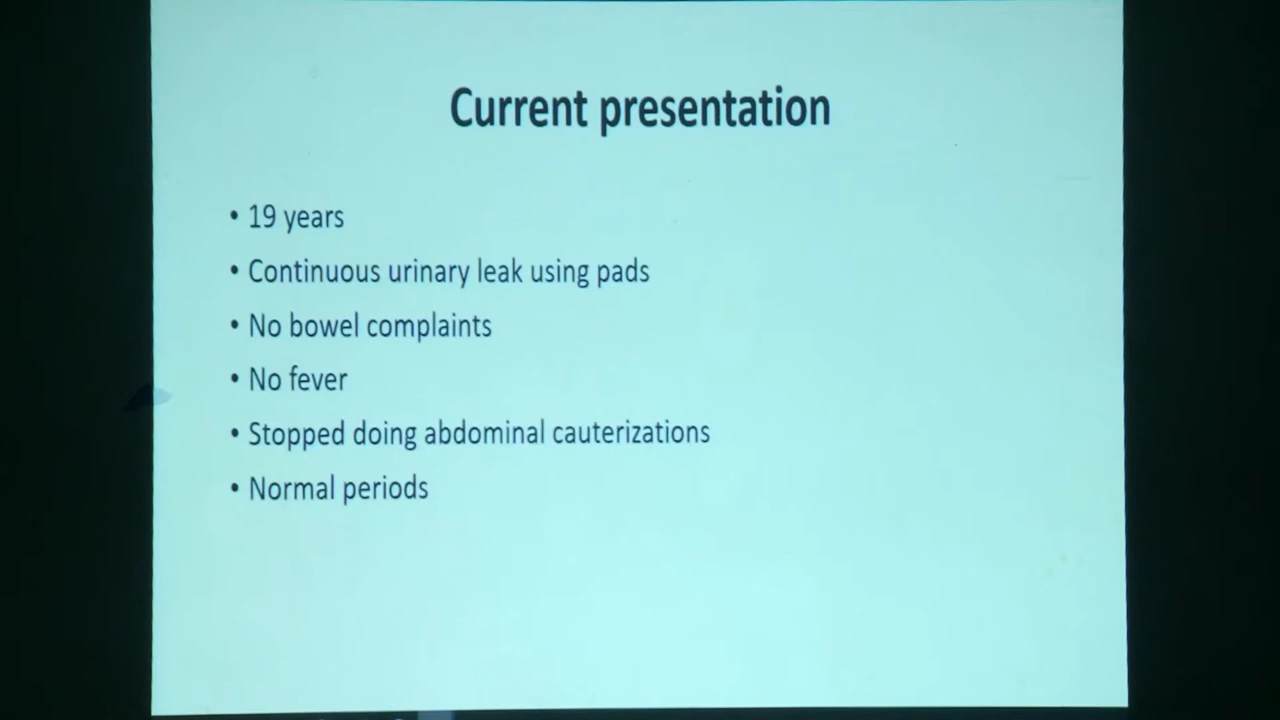 Current presentation
• 19 years
• Continuous urinary leak using pads
• No bowel complaints
• No fever
• Stopped doing abdominal cauterizations
• Normal periods